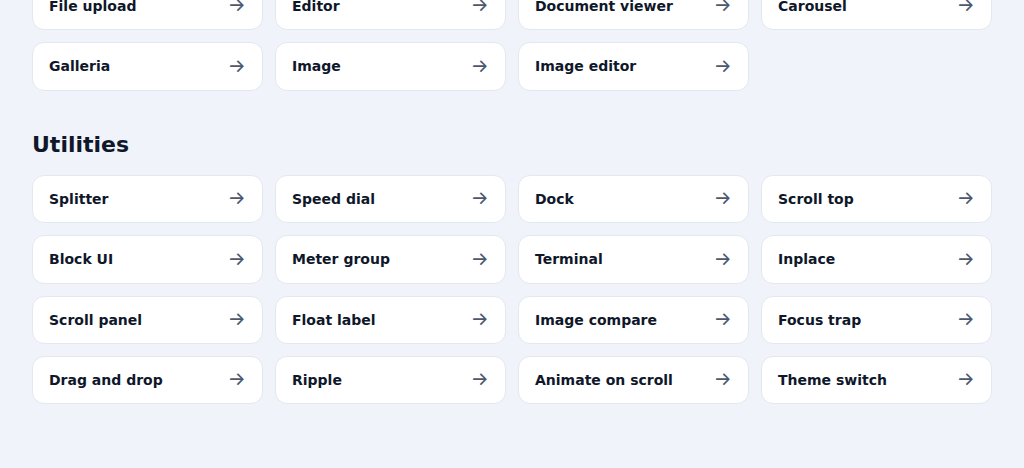 File upload
Editor
Document viewer
Carousel
Galleria
Image
Image editor
Utilities
Splitter
Speed dial
Dock
Scroll top
Block UI
Meter group
Terminal
Inplace
Scroll panel
Float label
Image compare
Focus trap
Drag and drop
Ripple
Animate on scroll
Theme switch